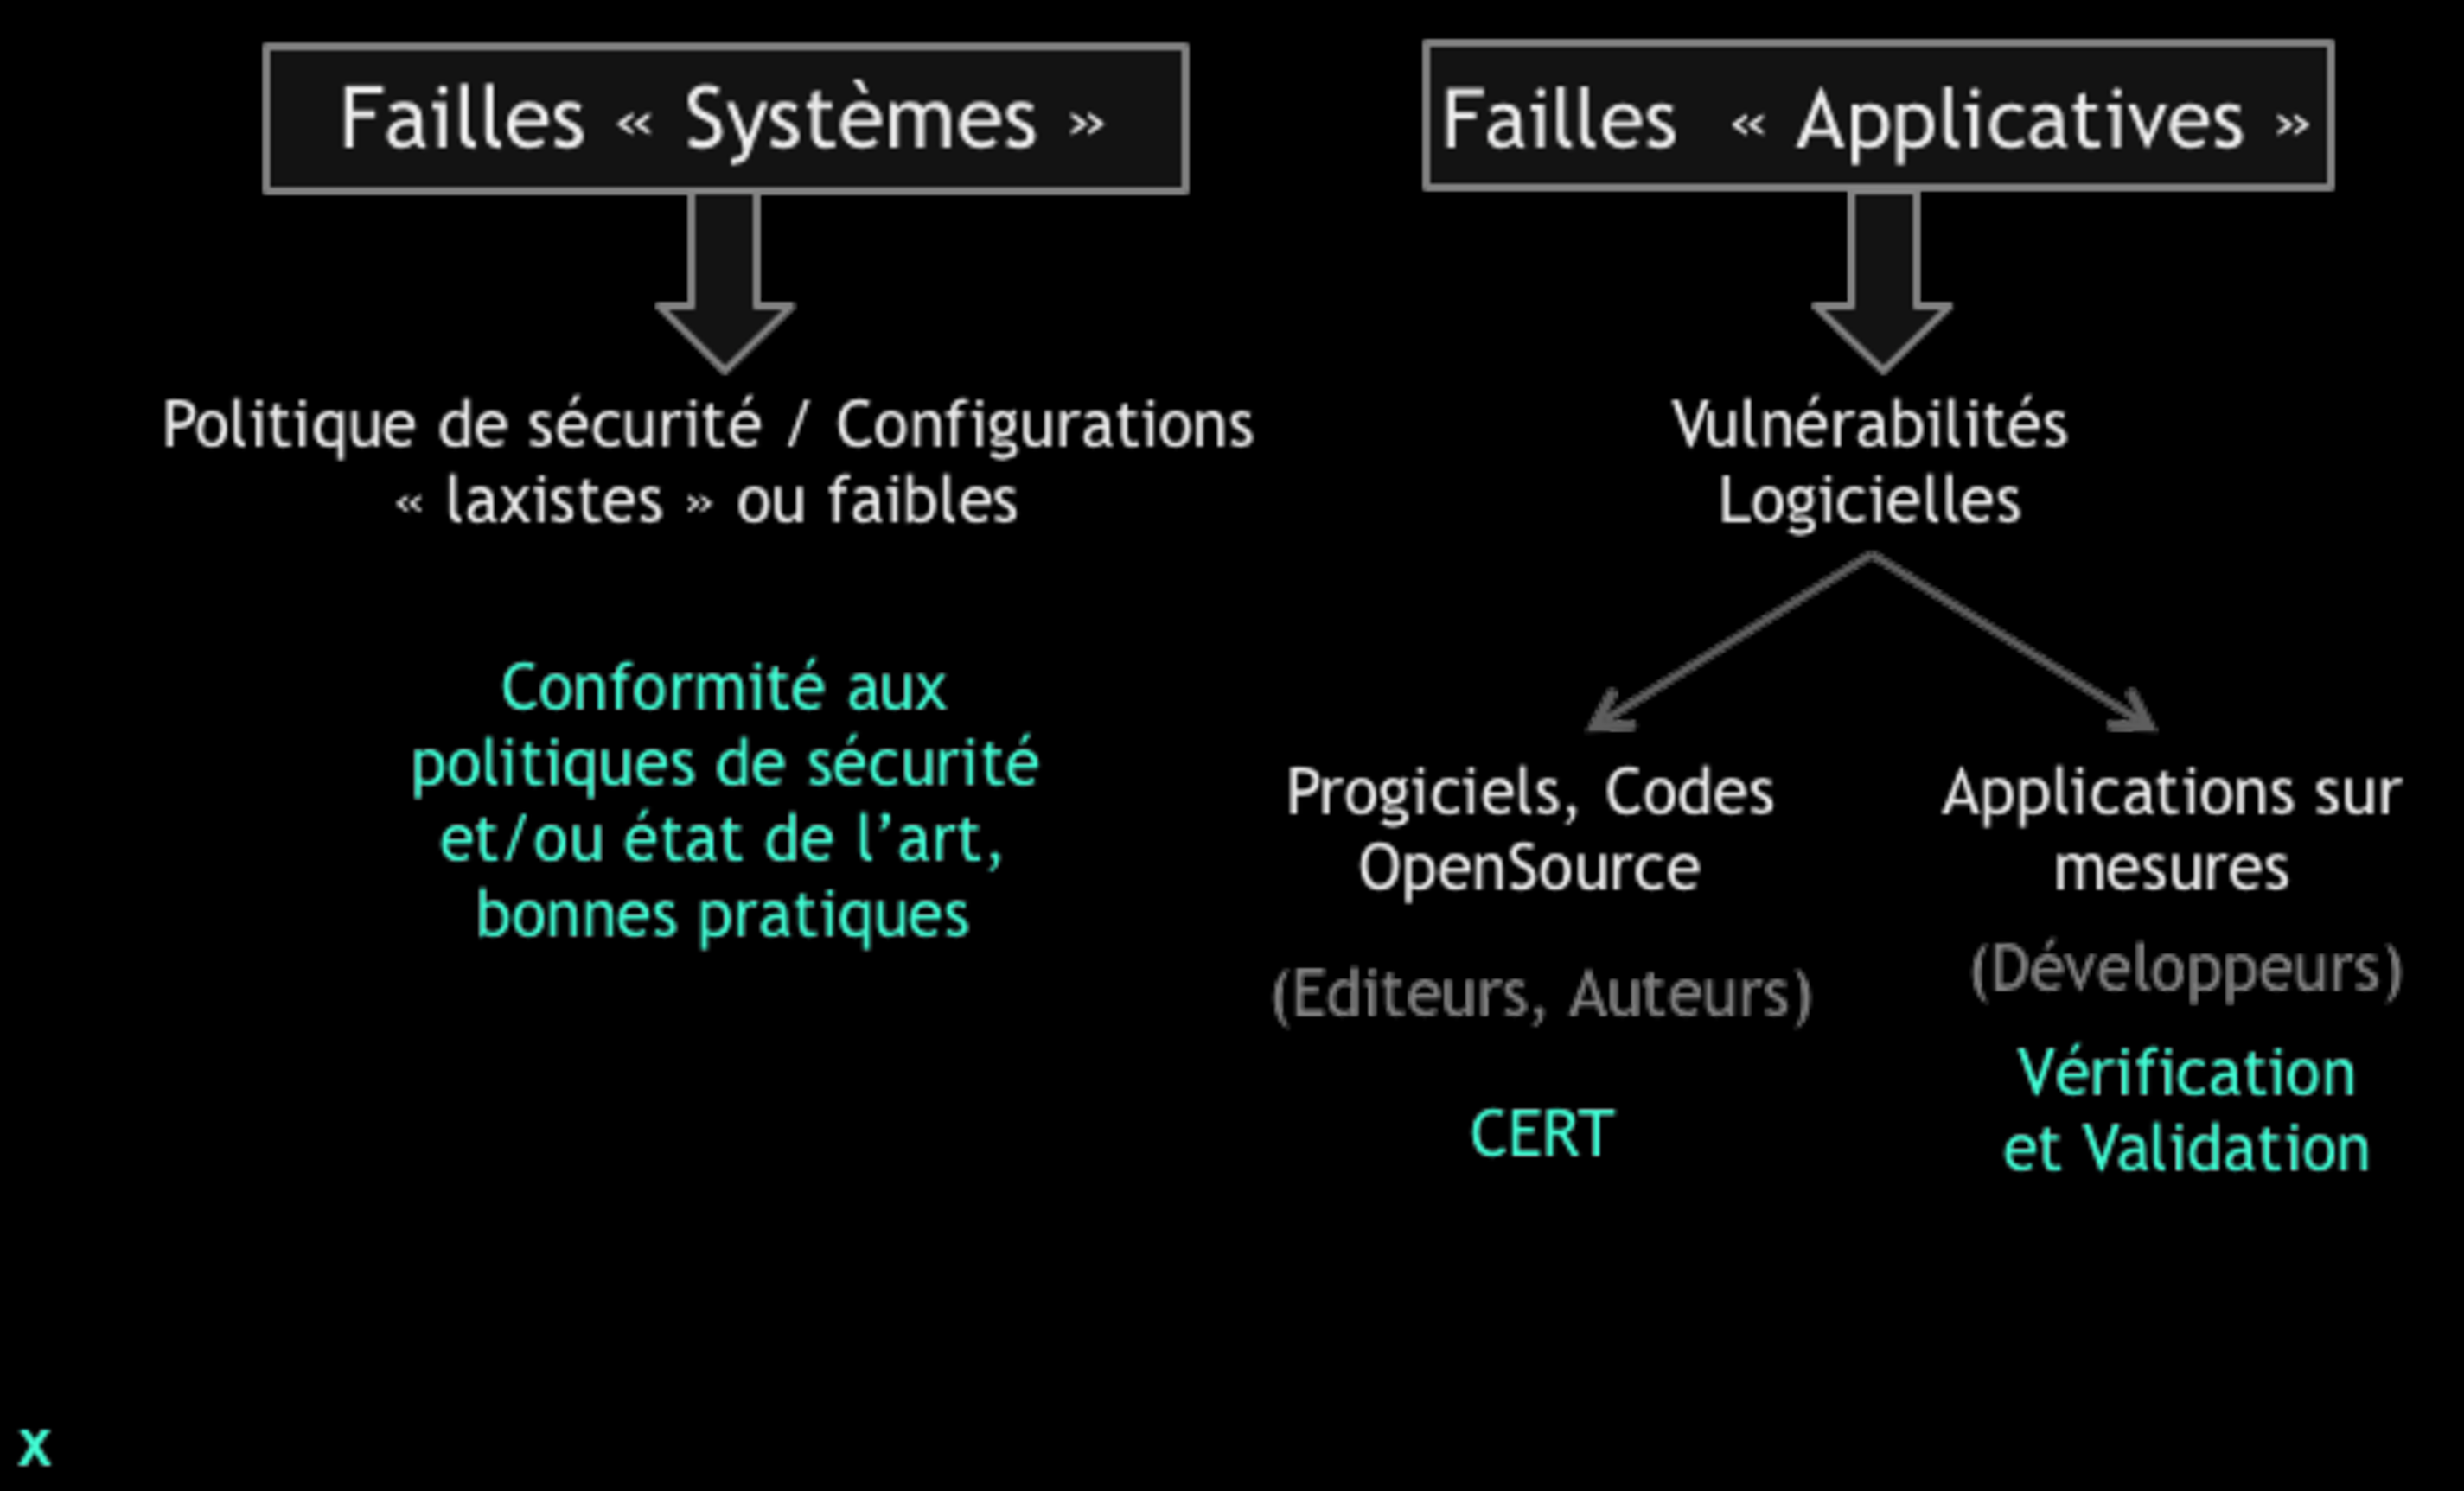 Failles « Systèmes »
Politique de sécurité / Configurations
« laxistes » ou faibles
Conformité aux
politiques de sécurité
et/ou état de l’art,
bonnes pratiques
Failles « Applicatives »
Vulnérabilités
Logicielles
Progiciels, Codes
OpenSource
(Editeurs, Auteurs)
CERT
Applications sur
mesures
(Développeurs)
Vérification
et Validation
x